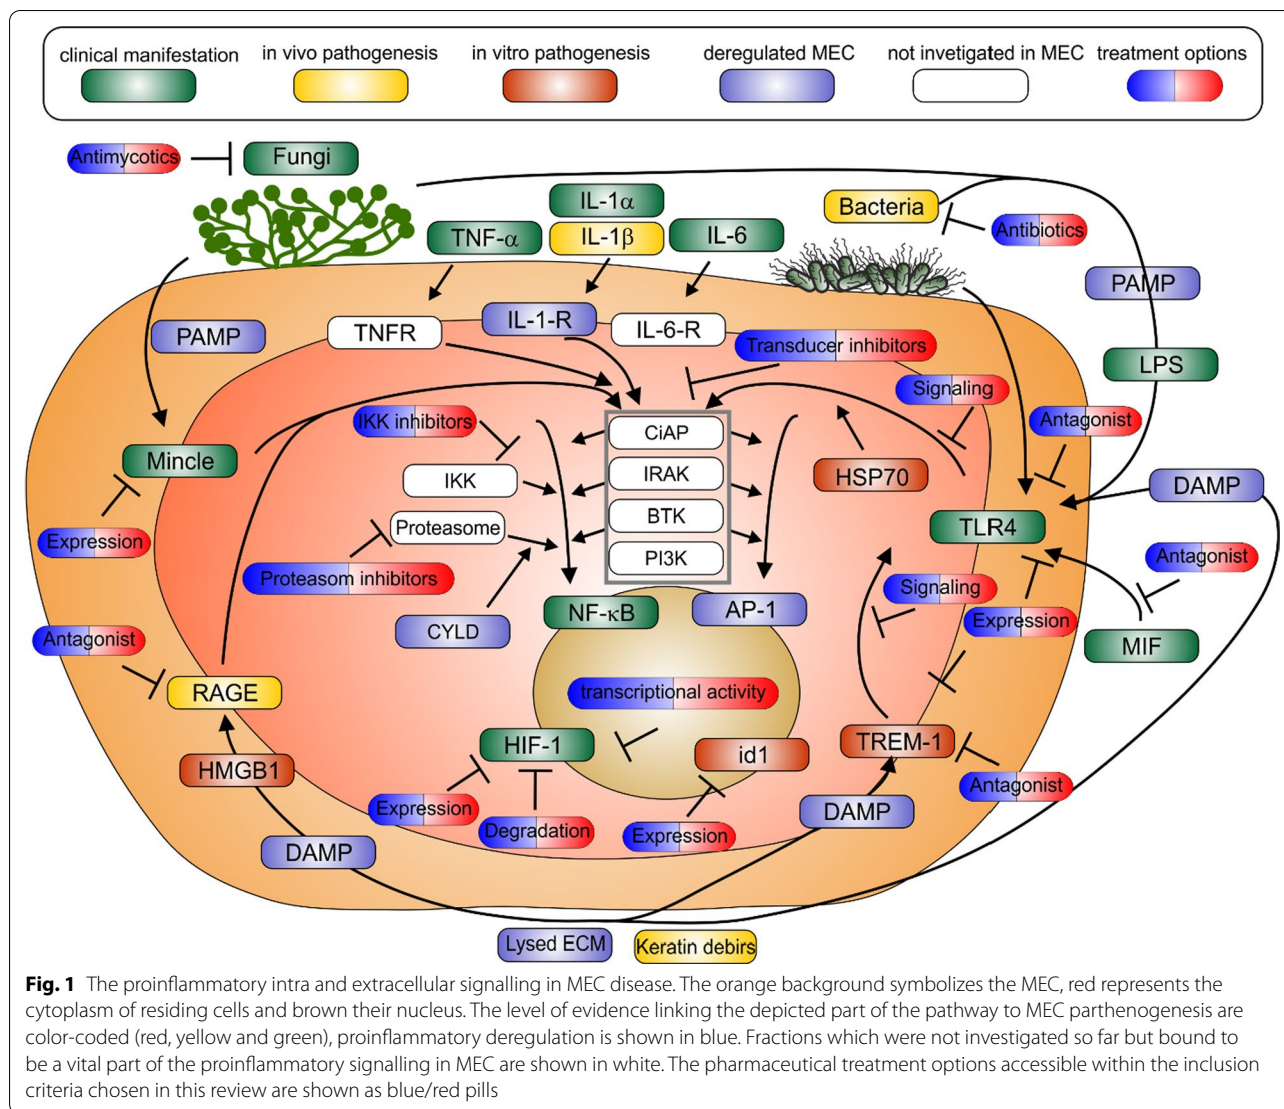 clinical manifestation
in vivo pathogenesis
in vitro pathogenesis
deregulated MEC
not invetigated in MEC
treatment options
Antimycotics
Fungi
IL-1α
TNF-α
IL-1β
IL-6
Bacteria
Antibiotics
PAMP
PAMP
TNFR
IL-1-R
IL-6-R
Transducer inhibitors
LPS
Signaling
IKK inhibitors
Antagonist
CiAP
Mincle
IKK
IRAK
HSP70
DAMP
BTK
Proteasome
TLR4
Expression
PI3K
Antagonist
Proteasom inhibitors
Signaling
NF-κB
AP-1
CYLD
Expression
Antagonist
MIF
RAGE
transcriptional activity
HIF-1
id1
TREM-1
HMGB1
Antagonist
Expression
DAMP
Degradation
Expression
DAMP
Lysed ECM
Keratin debirs
Fig. 1 The proinflammatory intra and extracellular signalling in MEC disease. The orange background symbolizes the MEC, red represents the
cytoplasm of residing cells and brown their nucleus. The level of evidence linking the depicted part of the pathway to MEC parthenogenesis are
color-coded (red, yellow and green), proinflammatory deregulation is shown in blue. Fractions which were not investigated so far but bound to
be a vital part of the proinflammatory signalling in MEC are shown in white. The pharmaceutical treatment options accessible within the inclusion
criteria chosen in this review are shown as blue/red pills